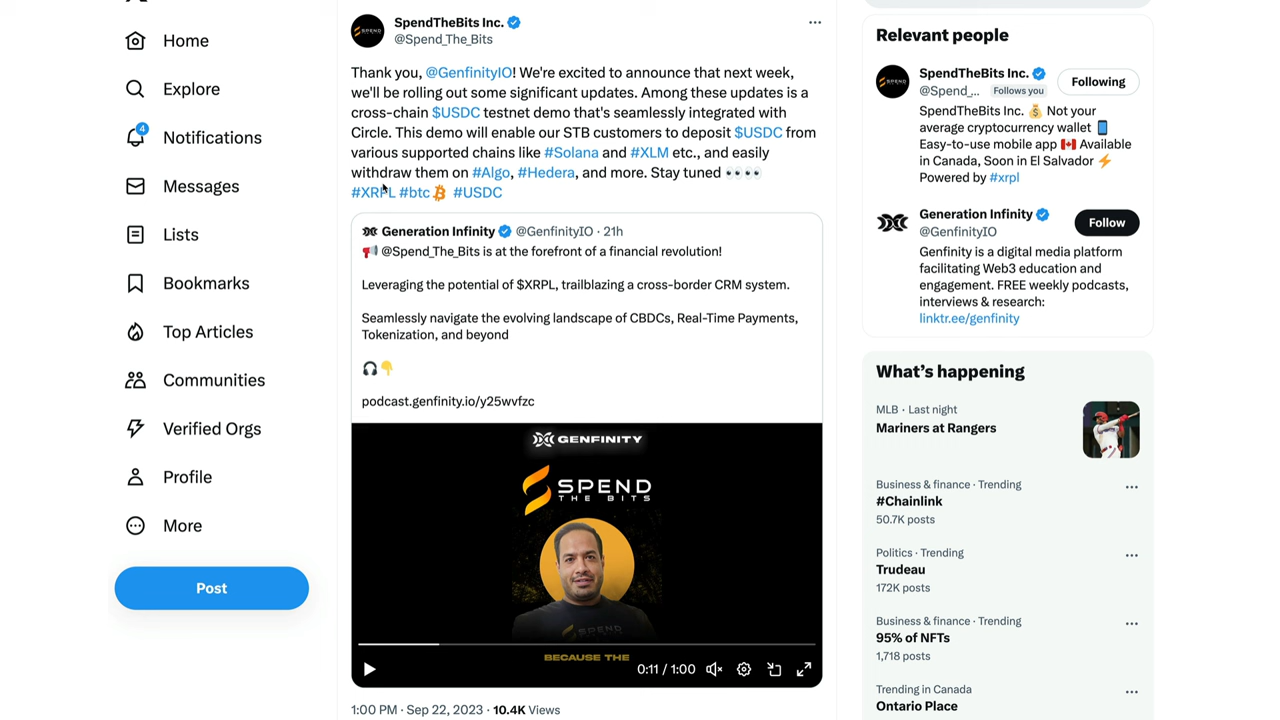 Home
Explore
4
Notifications
Messages
Lists
Bookmarks
Top Articles
Communities
Verified Orgs
Profile
More
Post
SPEND
SpendTheBits Inc.
@Spend_The_Bits
Thank you, @GenfinityIO! We're excited to announce that next week,
we'll be rolling out some significant updates. Among these updates is a
cross-chain $USDC testnet demo that's seamlessly integrated with
Circle. This demo will enable our STB customers to deposit $USDC from
various supported chains like #Solana and #XLM etc., and easily
withdraw them on #Algo, #Hedera, and more. Stay tuned 👀👀
#XRPL #btc #USDC
Generation Infinity @GenfinityIO · 21h
📢 @Spend_The_Bits is at the forefront of a financial revolution!
Leveraging the potential of $XRPL, trailblazing a cross-border CRM system.
Seamlessly navigate the evolving landscape of CBDCs, Real-Time Payments,
Tokenization, and beyond
🎧👇
podcast.genfinity.io/y25wvfzc
GENFINITY
SPEND
THE BITS
SPEND
BECAUSE THE
0:11 / 1:00
1:00 PM · Sep 22, 2023 · 10.4K Views
Relevant people
SPEND
SpendTheBits Inc.
@Spend_... Follows you
Following
SpendTheBits Inc. 💰 Not your
average cryptocurrency wallet 📱
Easy-to-use mobile app 🇨🇦 Available
in Canada, Soon in El Salvador ⚡
Powered by #xrpl
Generation Infinity
@GenfinityIO
Follow
Genfinity is a digital media platform
facilitating Web3 education and
engagement. FREE weekly podcasts,
interviews & research:
linktr.ee/genfinity
What's happening
MLB · Last night
Mariners at Rangers
Business & finance · Trending
#Chainlink
50.7K posts
Politics · Trending
Trudeau
172K posts
Business & finance · Trending
95% of NFTs
1,718 posts
Trending in Canada
Ontario Place